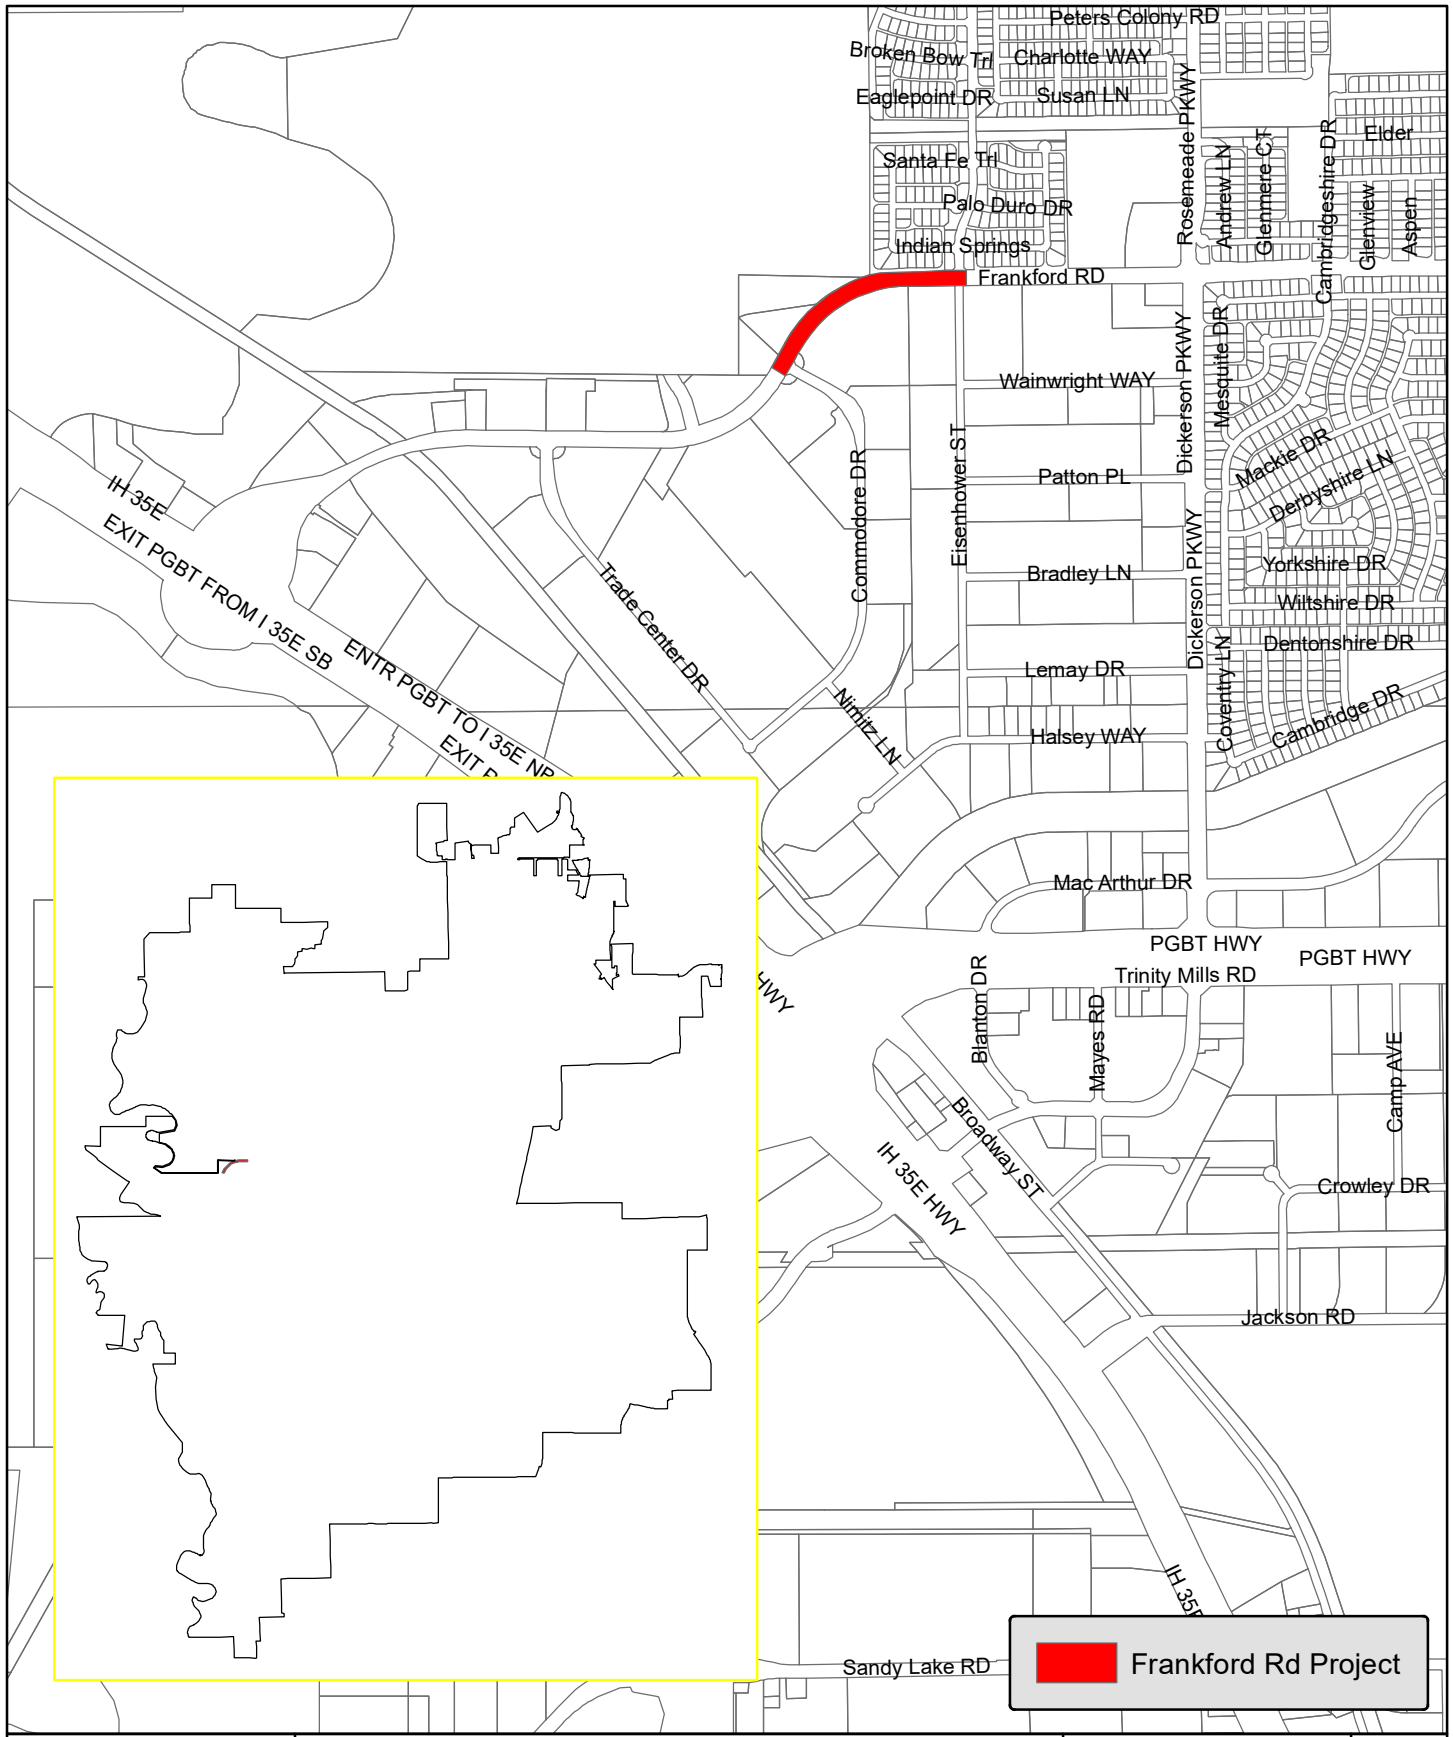 Peters Colony RD
Broken Bow Trl
Charlotte WAY
Eaglepoint DR
Susan LN
Rosemeade PKWY
Elder
Santa Fe Trl
Andrew LN
Glenmere CT
Cambridgeshire DR
Glenview
Aspen
Palo Duro DR
Indian Springs
Frankford RD
Wainwright WAY
Dickerson PKWY
Mesquite DR
Mackie DR
Derbyshire LN
Patton PL
Eisenhower ST
Commodore DR
IH 35E
EXIT PGBT FROM I 35E SB
ENTR PGBT TO I 35E NB
EXIT P
Trade Center DR
Bradley LN
Dickerson PKWY
Yorkshire DR
Wiltshire DR
Dentonshire DR
Lemay DR
Coventry LN
Cambridge DR
Nimitz LN
Halsey WAY
Mac Arthur DR
PGBT HWY
PGBT HWY
Trinity Mills RD
HWY
Blanton DR
Mayes RD
Camp AVE
Broadway ST
IH 35E HWY
Crowley DR
Jackson RD
IH 35E
Sandy Lake RD
Frankford Rd Project